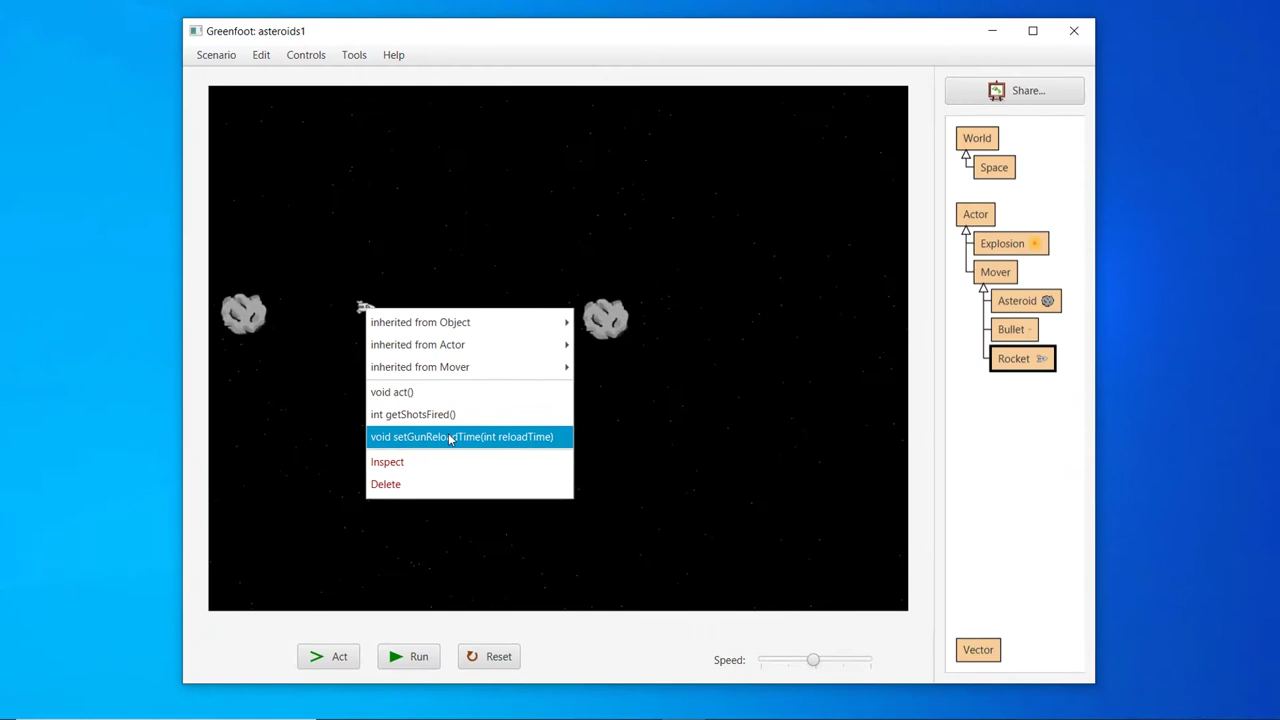 Greenfoot: asteroids1
Scenario Edit Controls Tools Help
Share...
World
Space
Actor
Explosion
Mover
Asteroid
Bullet
Rocket
Vector
inherited from Object
inherited from Actor
inherited from Mover
void act()
int getShotsFired()
void setGunReloadTime(int reloadTime)
Inspect
Delete
Act Run Reset Speed: